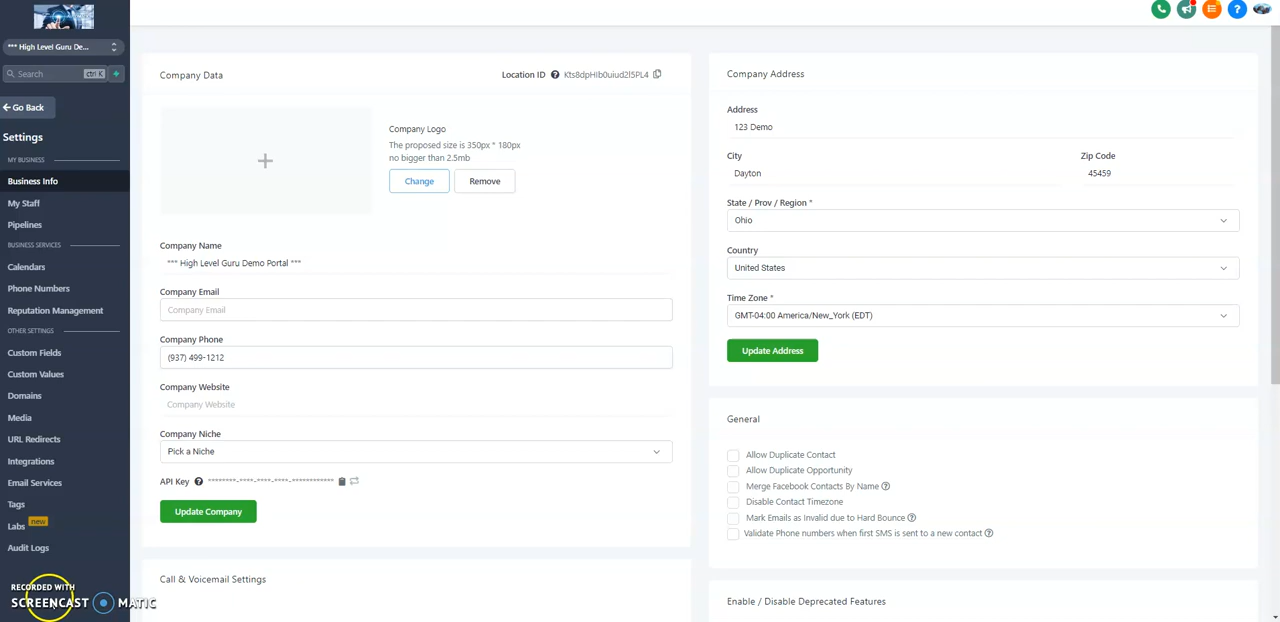 *** High Level Guru De...
Search
ctrl K
Go Back
Settings
MY BUSINESS
Business Info
My Staff
Pipelines
BUSINESS SERVICES
Calendars
Phone Numbers
Reputation Management
OTHER SETTINGS
Custom Fields
Custom Values
Domains
Media
URL Redirects
Integrations
Email Services
Tags
Labs new
Audit Logs
RECORDED WITH
SCREENCAST MATIC
Company Data
Location ID ? Kts8dpHIb0uiud2l5PL4
+
Company Logo
The proposed size is 350px * 180px
no bigger than 2.5mb
Change
Remove
Company Name
*** High Level Guru Demo Portal ***
Company Email
Company Email
Company Phone
(937) 499-1212
Company Website
Company Website
Company Niche
Pick a Niche
API Key ? ********-****-****-****-************
Update Company
Call & Voicemail Settings
Company Address
Address
123 Demo
City
Zip Code
Dayton
45459
State / Prov / Region *
Ohio
Country
United States
Time Zone *
GMT-04:00 America/New_York (EDT)
Update Address
General
Allow Duplicate Contact
Allow Duplicate Opportunity
Merge Facebook Contacts By Name ?
Disable Contact Timezone
Mark Emails as Invalid due to Hard Bounce ?
Validate Phone numbers when first SMS is sent to a new contact ?
Enable / Disable Deprecated Features